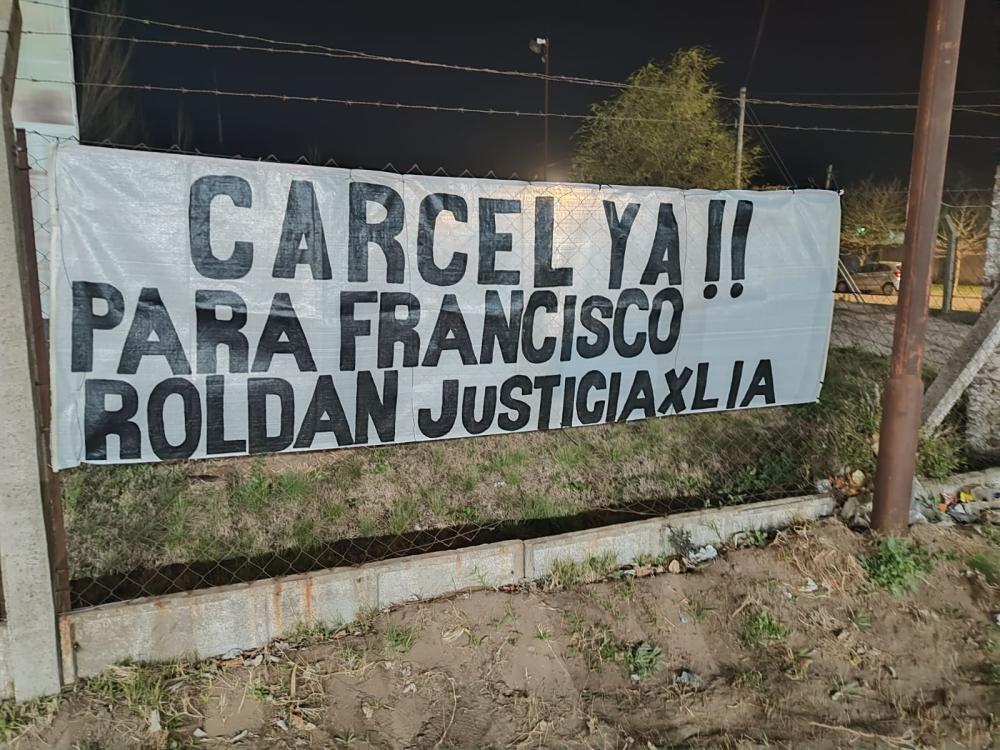 CARCEL YA!!
PARA FRANCISCO
ROLDAN JUSTICIAXLIA